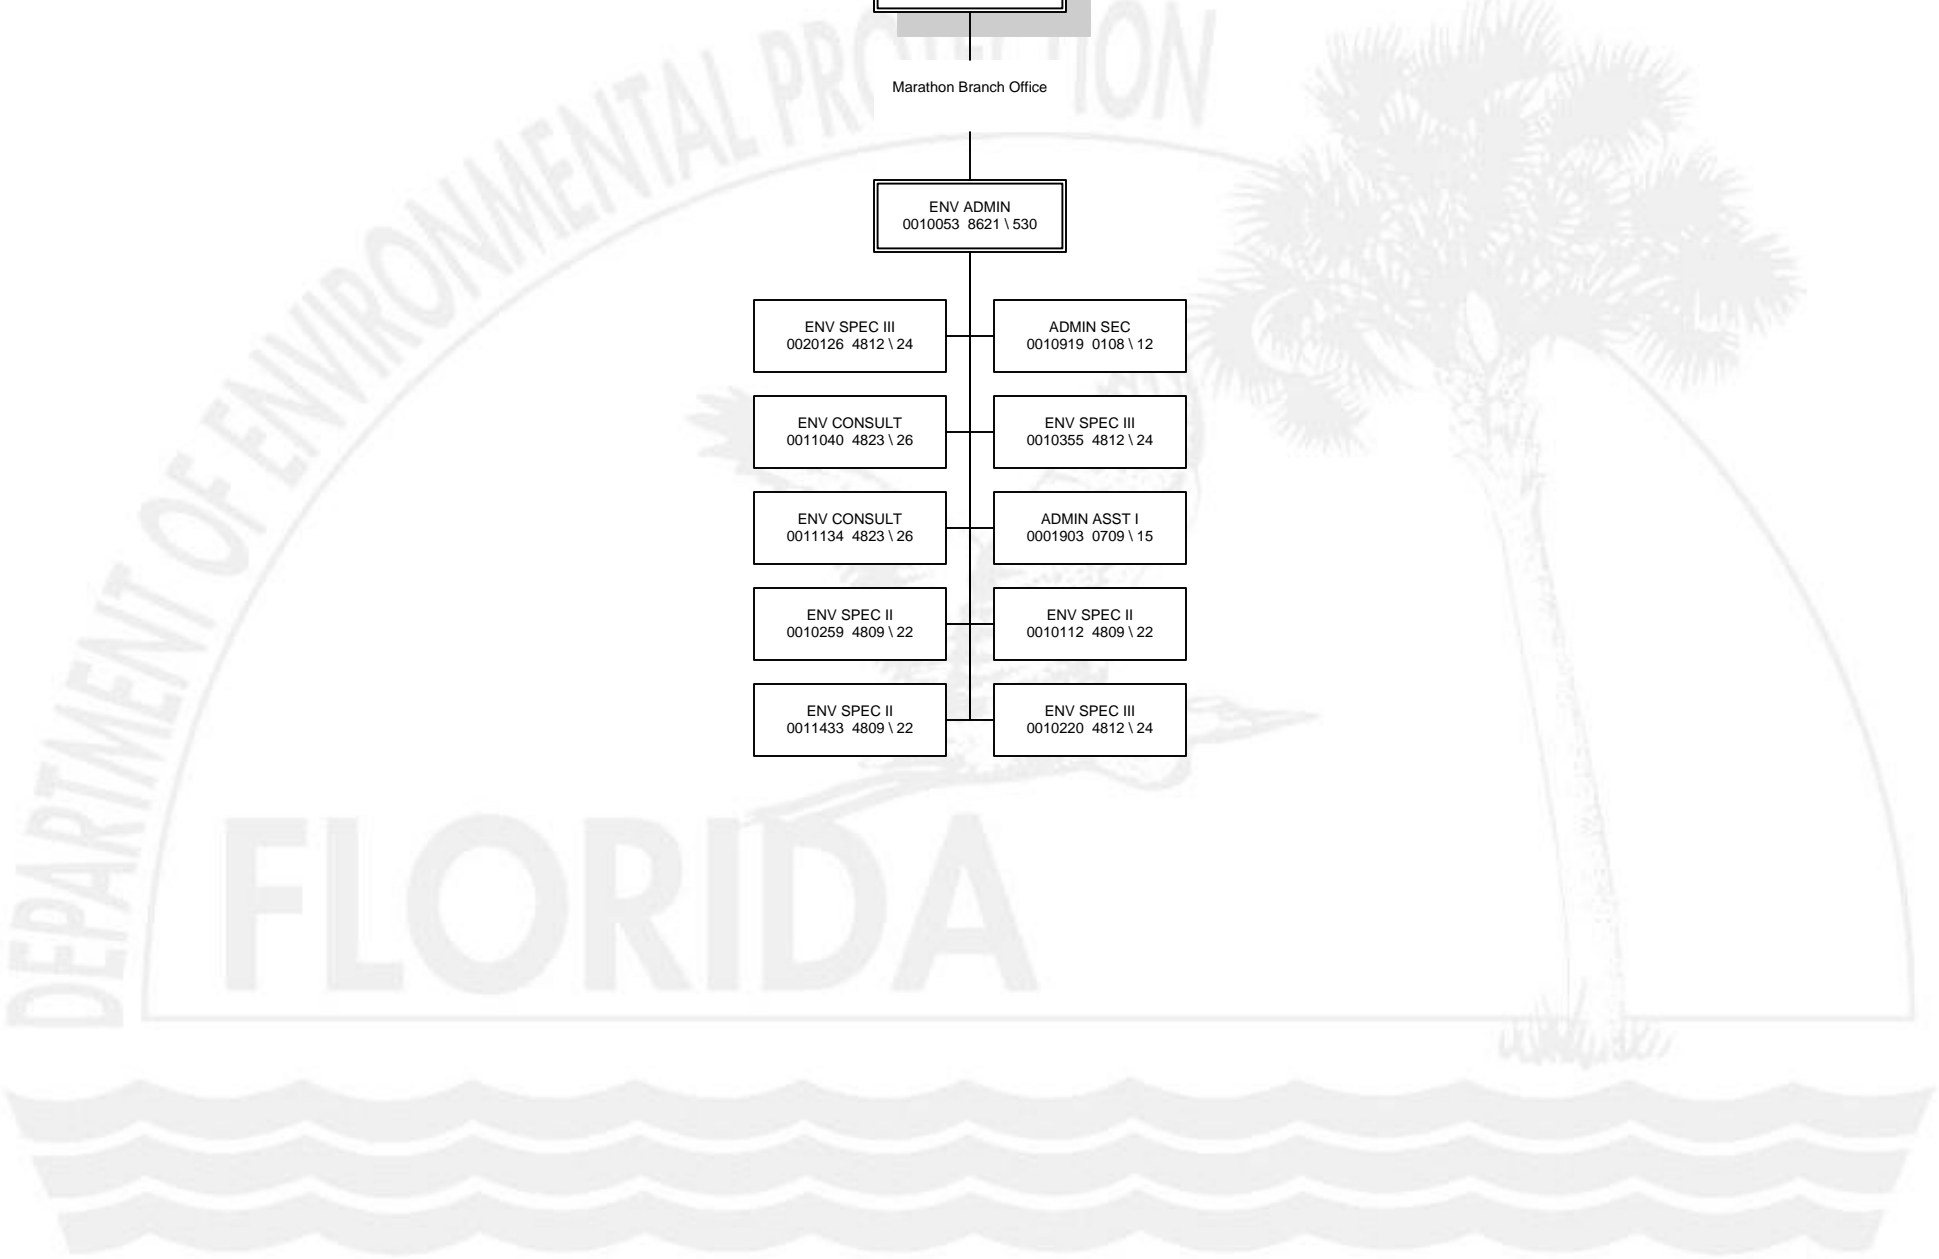 DEPARTMENT OF ENVIRONMENTAL PROTECTION
Marathon Branch Office
ENV ADMIN
0010053 8621 \ 530
ENV SPEC III
0020126 4812 \ 24
ADMIN SEC
0010919 0108 \ 12
ENV CONSULT
0011040 4823 \ 26
ENV SPEC III
0010355 4812 \ 24
ENV CONSULT
0011134 4823 \ 26
ADMIN ASST I
0001903 0709 \ 15
ENV SPEC II
0010259 4809 \ 22
ENV SPEC II
0010112 4809 \ 22
ENV SPEC II
0011433 4809 \ 22
ENV SPEC III
0010220 4812 \ 24
FLORIDA